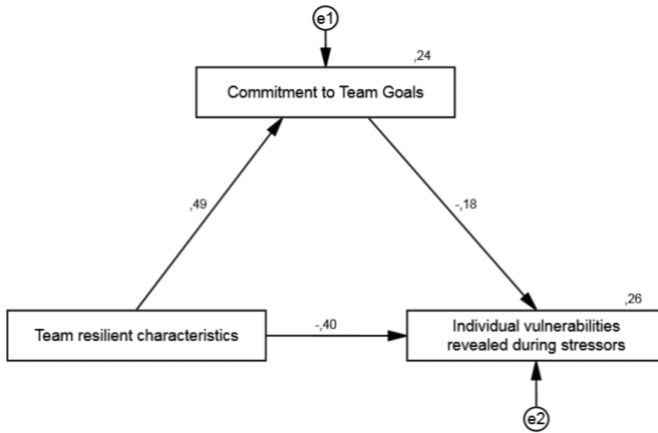 e1
,24
Commitment to Team Goals
,49
-,18
,26
Team resilient characteristics
-,40
Individual vulnerabilities
revealed during stressors
e2